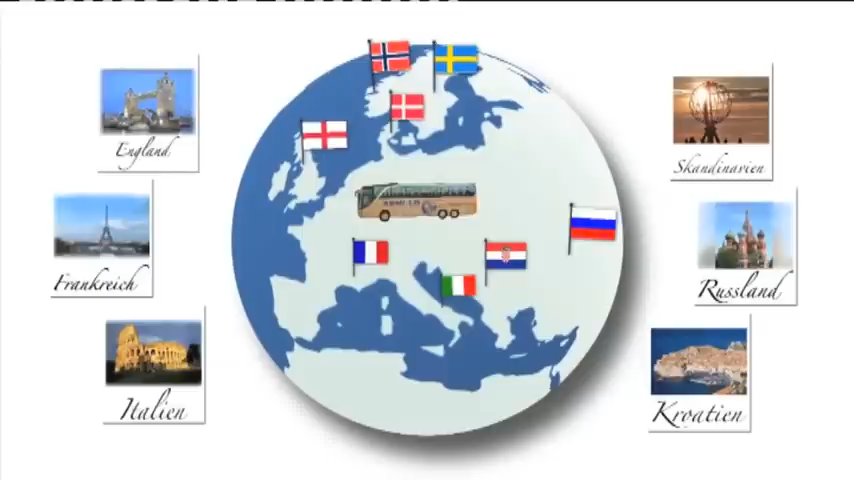 England
Skandinavien
Frankreich
Russland
Italien
Kroatien